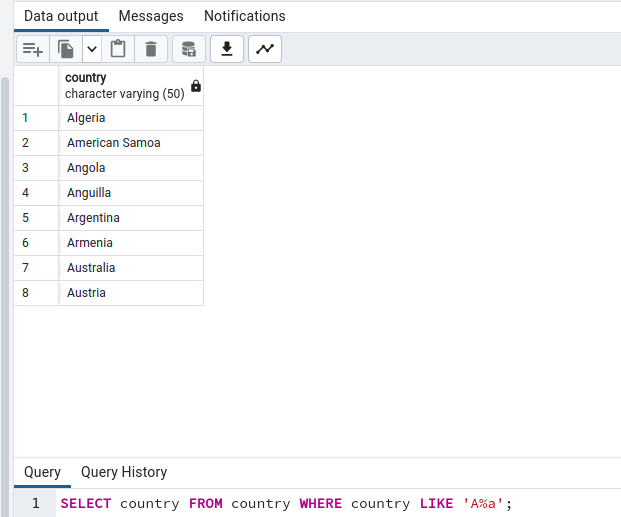 Data output Messages Notifications
country
character varying (50)
1 Algeria
2 American Samoa
3 Angola
4 Anguilla
5 Argentina
6 Armenia
7 Australia
8 Austria
Query Query History
1 SELECT country FROM country WHERE country LIKE 'A%a';